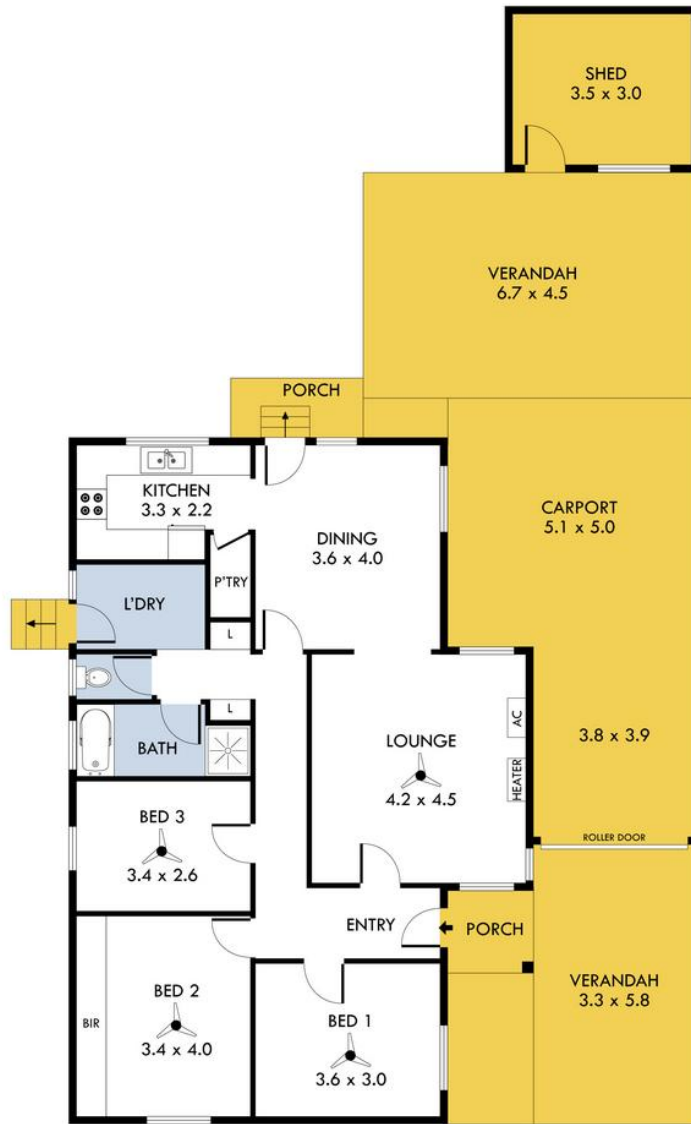 SHED
3.5 x 3.0
VERANDAH
6.7 x 4.5
PORCH
KITCHEN
3.3 x 2.2
DINING
3.6 x 4.0
CARPORT
5.1 x 5.0
P'TRY
L'DRY
L
L
BATH
LOUNGE
4.2 x 4.5
AC
HEATER
3.8 x 3.9
ROLLER DOOR
BED 3
3.4 x 2.6
ENTRY
PORCH
BED 2
3.4 x 4.0
BIR
BED 1
3.6 x 3.0
VERANDAH
3.3 x 5.8